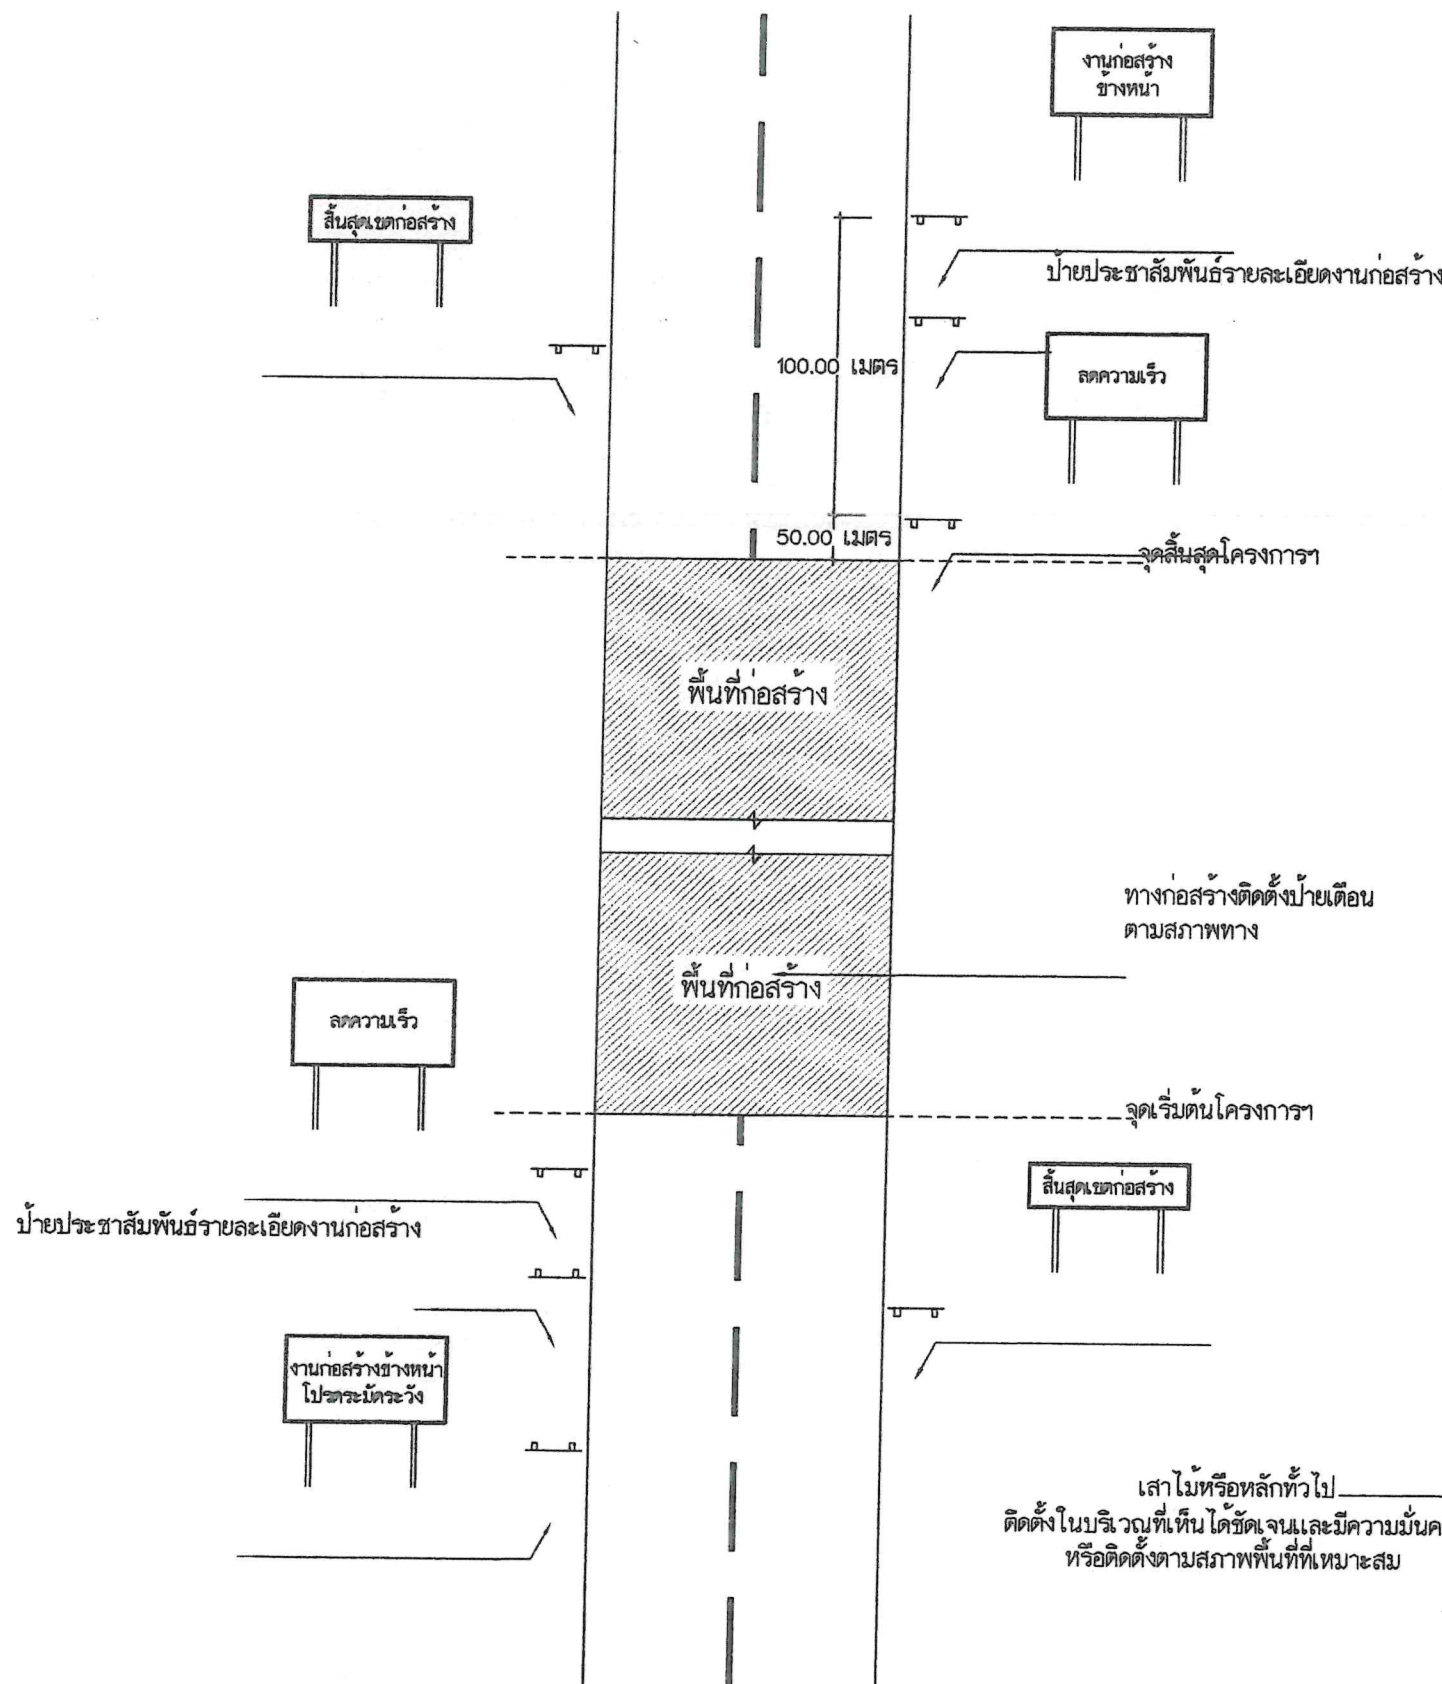 งานก่อสร้าง
ข้างหน้า
สิ้นสุดเขตก่อสร้าง
ป้ายประชาสัมพันธ์รายละเอียดงานก่อสร้าง
100.00 เมตร
ลดความเร็ว
50.00 เมตร
จุดสิ้นสุดโครงการฯ
พื้นที่ก่อสร้าง
ทางก่อสร้างติดตั้งป้ายเตือน
ตามสภาพทาง
พื้นที่ก่อสร้าง
ลดความเร็ว
จุดเริ่มต้นโครงการฯ
สิ้นสุดเขตก่อสร้าง
ป้ายประชาสัมพันธ์รายละเอียดงานก่อสร้าง
งานก่อสร้างข้างหน้า
โปรดระมัดระวัง
เสาไม้หรือหลักทั่วไป
ติดตั้งในบริเวณที่เห็นได้ชัดเจนและมีความมั่นค
หรือติดตั้งตามสภาพพื้นที่ที่เหมาะสม